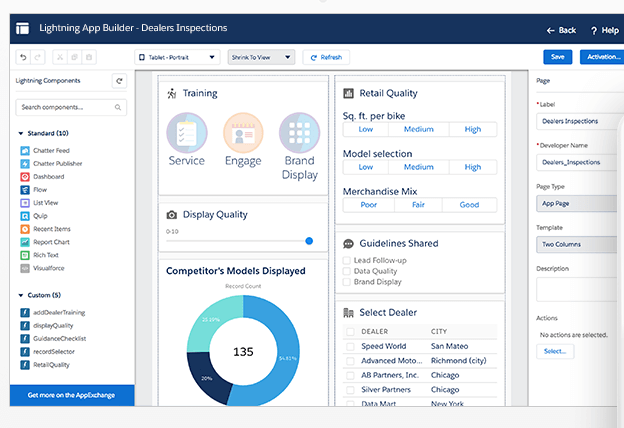 Lightning App Builder - Dealers Inspections
Back
? Help
Tablet - Portrait
Shrink To View
Refresh
Save
Activation...
Lightning Components
Search components...
Standard (10)
Chatter Feed
Chatter Publisher
Dashboard
Flow
List View
Quip
Recent Items
Report Chart
Rich Text
Visualforce
Custom (5)
addDealerTraining
displayQuality
GuidanceChecklist
recordSelector
RetailQuality
Get more on the AppExchange
Training
Service
Engage
Brand
Display
Display Quality
0-10
Competitor's Models Displayed
Record Count
135
20%
Retail Quality
Sq. ft. per bike
Low Medium High
Model selection
Low Medium High
Merchandise Mix
Poor Fair Good
Guidelines Shared
Lead Follow-up
Data Quality
Brand Display
Select Dealer
DEALER CITY
Speed World San Mateo
Advanced Moto... Richmond (city)
AB Partners, Inc. Chicago
Silver Partners Chicago
Data Mart New York
Page
*Label
Dealers Inspections
*Developer Name
Dealers_Inspections
Page Type
App Page
Template
Two Columns
Description
Actions
No actions are selected.
Select...